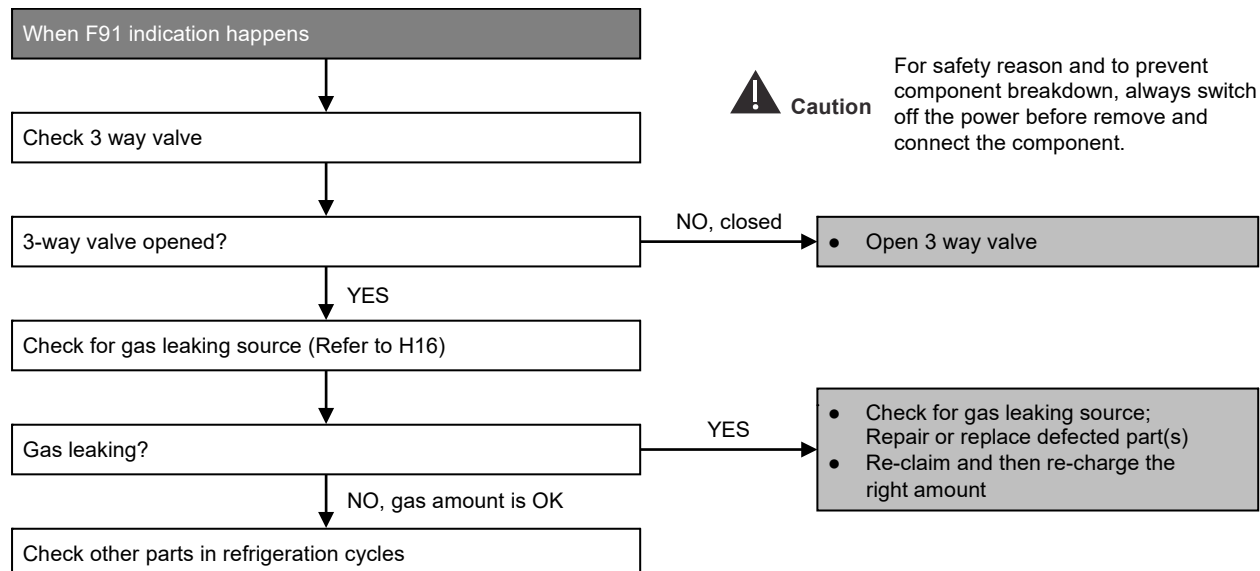 When F91 indication happens
Caution
For safety reason and to prevent
component breakdown, always switch
off the power before remove and
connect the component.
Check 3 way valve
3-way valve opened?
NO, closed
● Open 3 way valve
YES
Check for gas leaking source (Refer to H16)
Gas leaking?
YES
● Check for gas leaking source;
Repair or replace defected part(s)
● Re-claim and then re-charge the
right amount
NO, gas amount is OK
Check other parts in refrigeration cycles